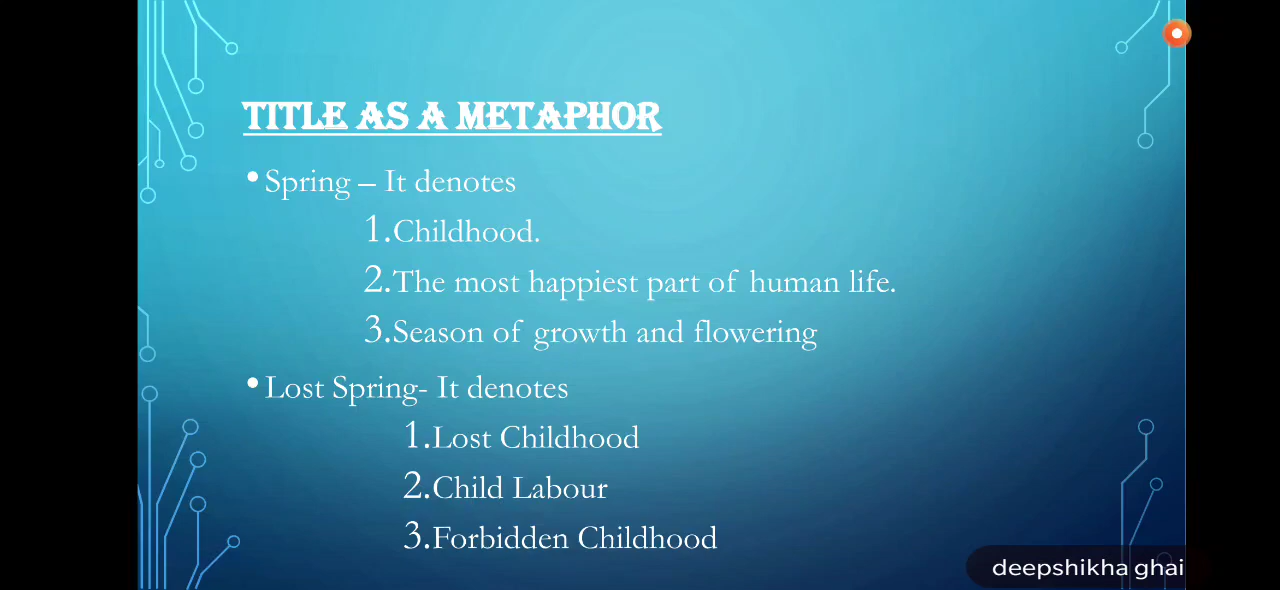 TITLE AS A METAPHOR
•Spring – It denotes
1.Childhood.
2.The most happiest part of human life.
3.Season of growth and flowering
•Lost Spring- It denotes
1.Lost Childhood
2.Child Labour
3.Forbidden Childhood
deepshikha ghai